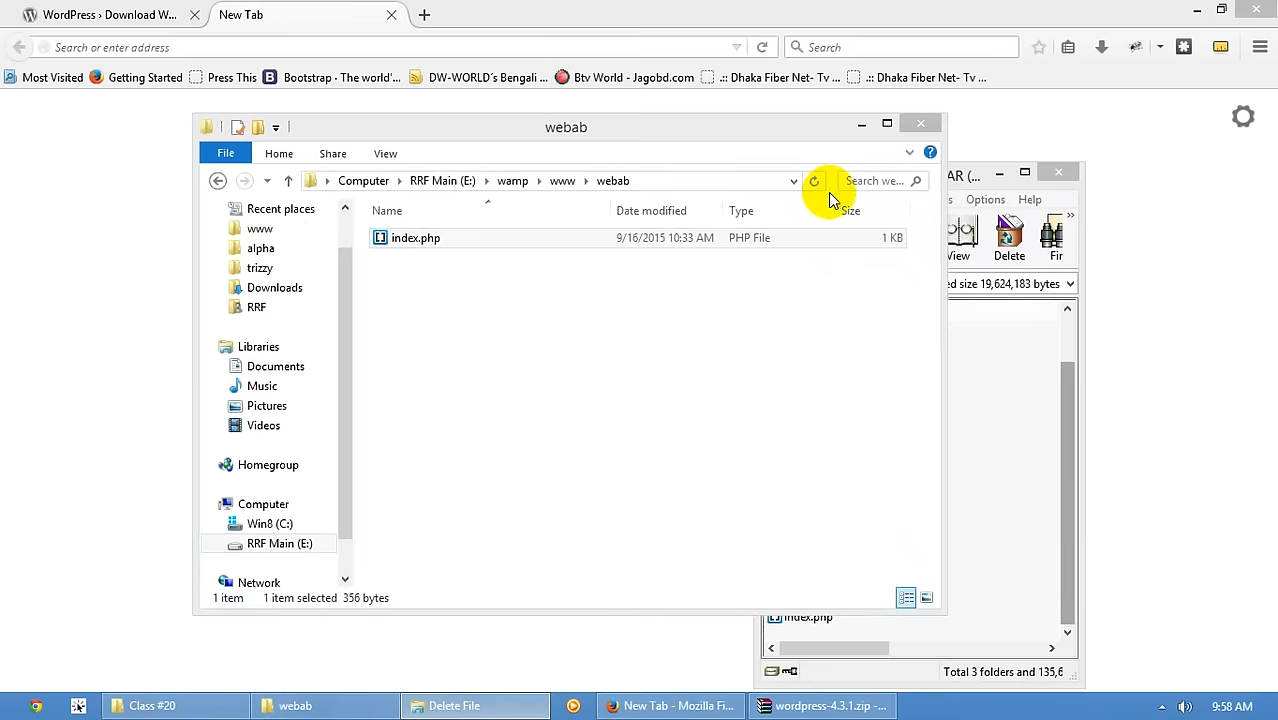 WordPress › Download W...
New Tab
Search or enter address
Search
Most Visited
Getting Started
Press This
Bootstrap · The world'...
DW-WORLD's Bengali ...
Btv World - Jagobd.com
.:: Dhaka Fiber Net- Tv ...
.:: Dhaka Fiber Net- Tv ...
webab
File
Home
Share
View
Computer
RRF Main (E:)
wamp
www
webab
Search we...
Name
Date modified
Type
Size
index.php
9/16/2015 10:33 AM
PHP File
1 KB
Recent places
www
alpha
trizzy
Downloads
RRF
Libraries
Documents
Music
Pictures
Videos
Homegroup
Computer
Win8 (C:)
RRF Main (E:)
Network
1 item
1 item selected
356 bytes
AR (...
s
Options
Help
View
Delete
Fir
ed size 19,624,183 bytes
index.php
Total 3 folders and 135,6
Class #20
webab
Delete File
New Tab - Mozilla Fi...
wordpress-4.3.1.zip -...
9:58 AM